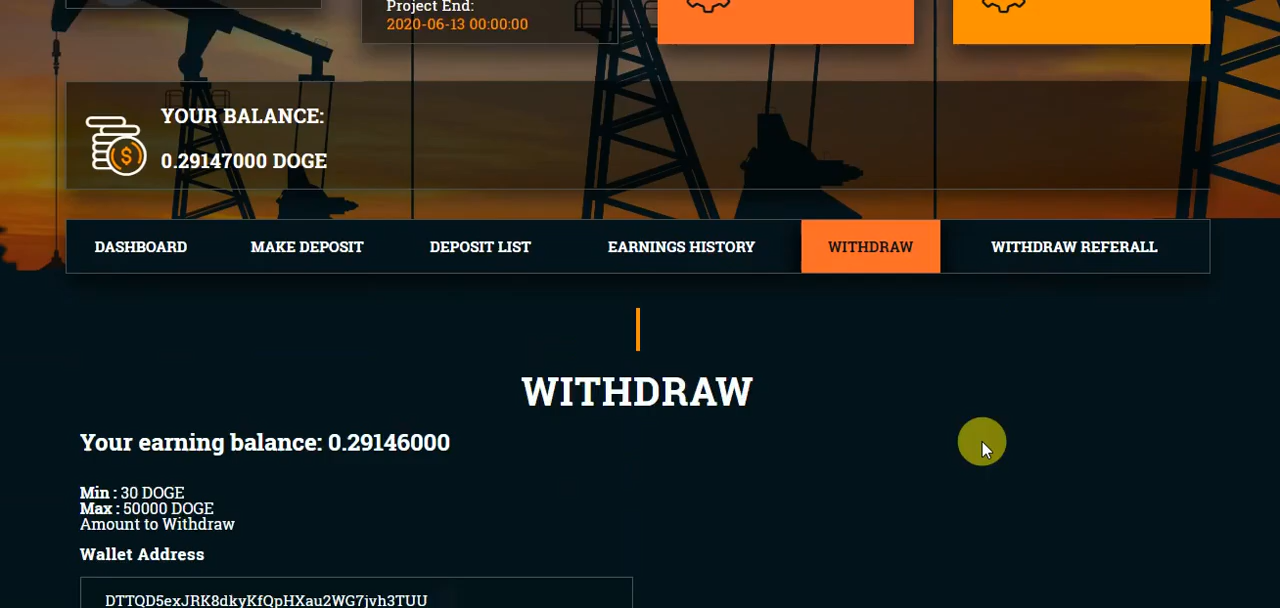 Project End:
2020-06-13 00:00:00
YOUR BALANCE:
0.29147000 DOGE
DASHBOARD MAKE DEPOSIT DEPOSIT LIST EARNINGS HISTORY WITHDRAW WITHDRAW REFERALL
WITHDRAW
Your earning balance: 0.29146000
Min : 30 DOGE
Max : 50000 DOGE
Amount to Withdraw
Wallet Address
DTTQD5exJRK8dkyKfQpHXau2WG7jvh3TUU